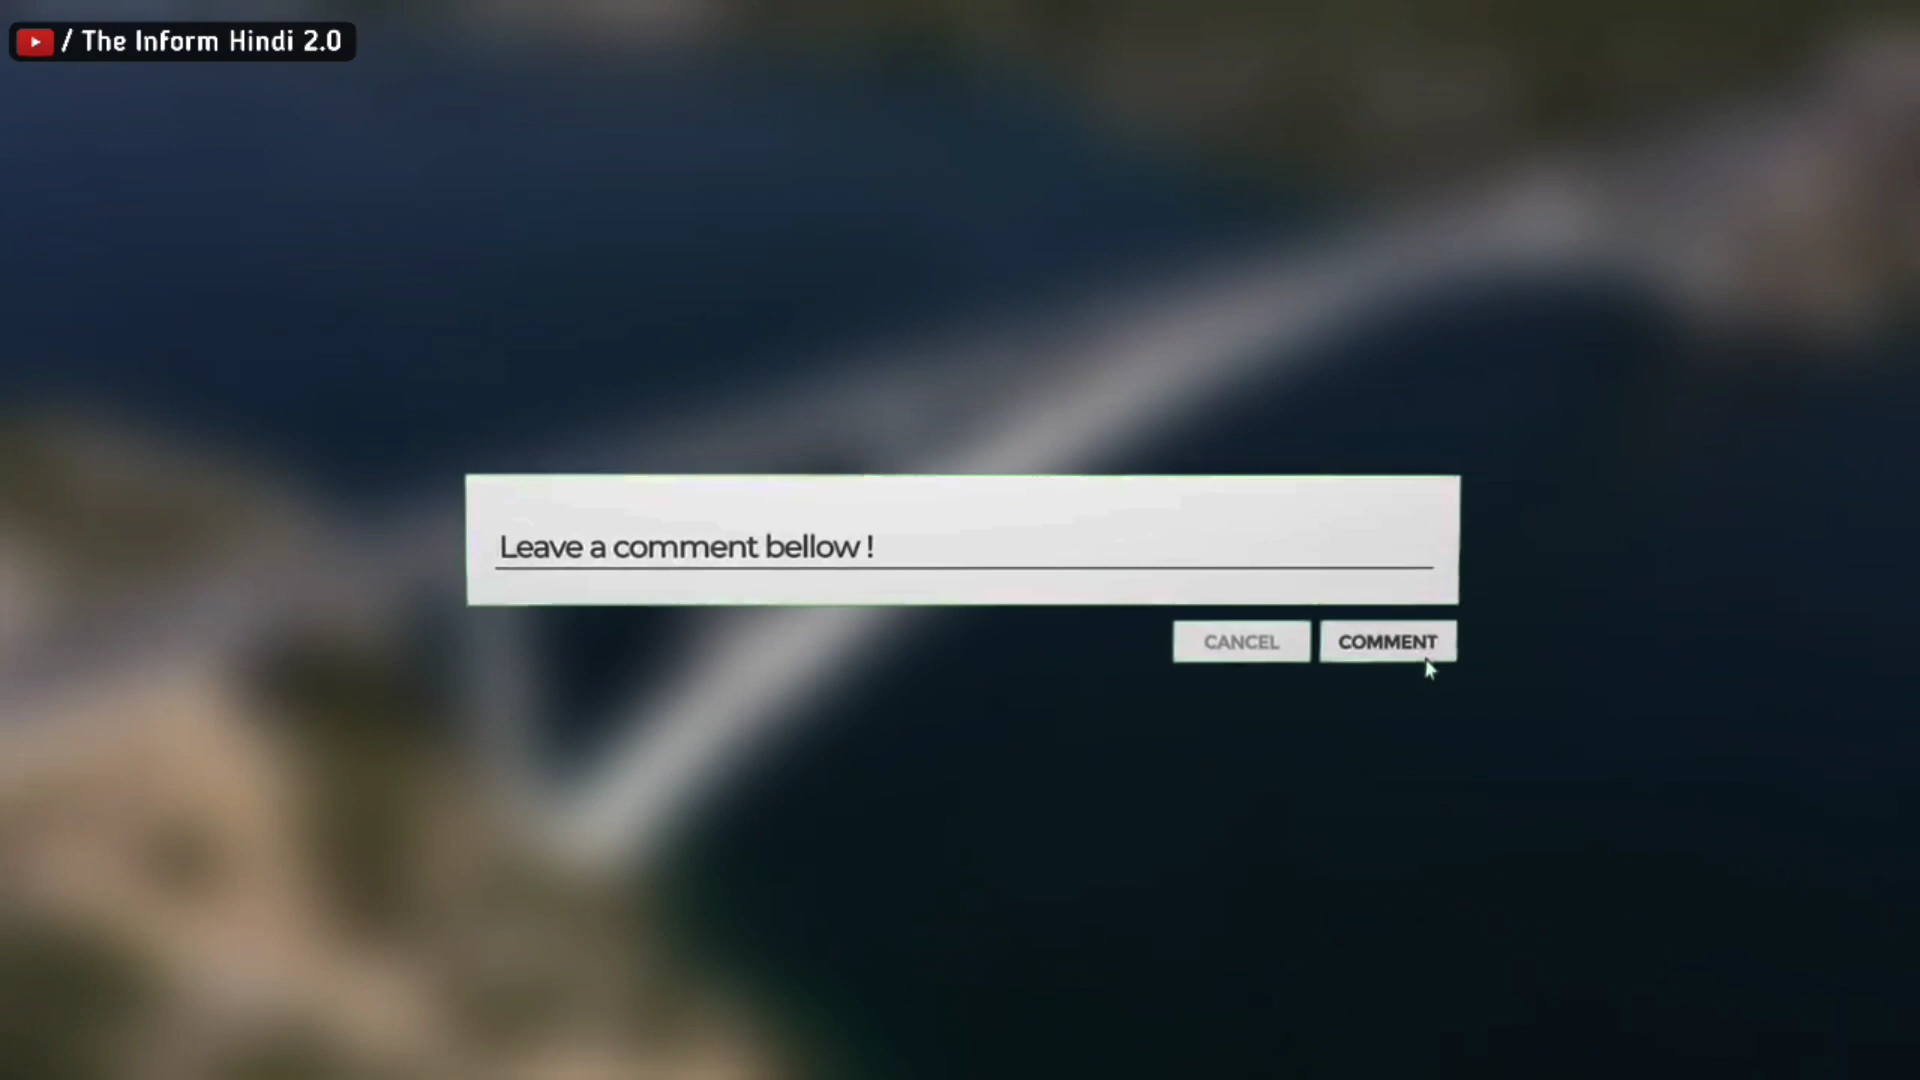 / The Inform Hindi 2.0
Leave a comment bellow !
CANCEL
COMMENT